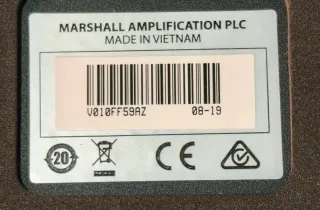 MARSHALL AMPLIFICATION PLC
MADE IN VIETNAM
V010FF59AZ 08-19
20
CE